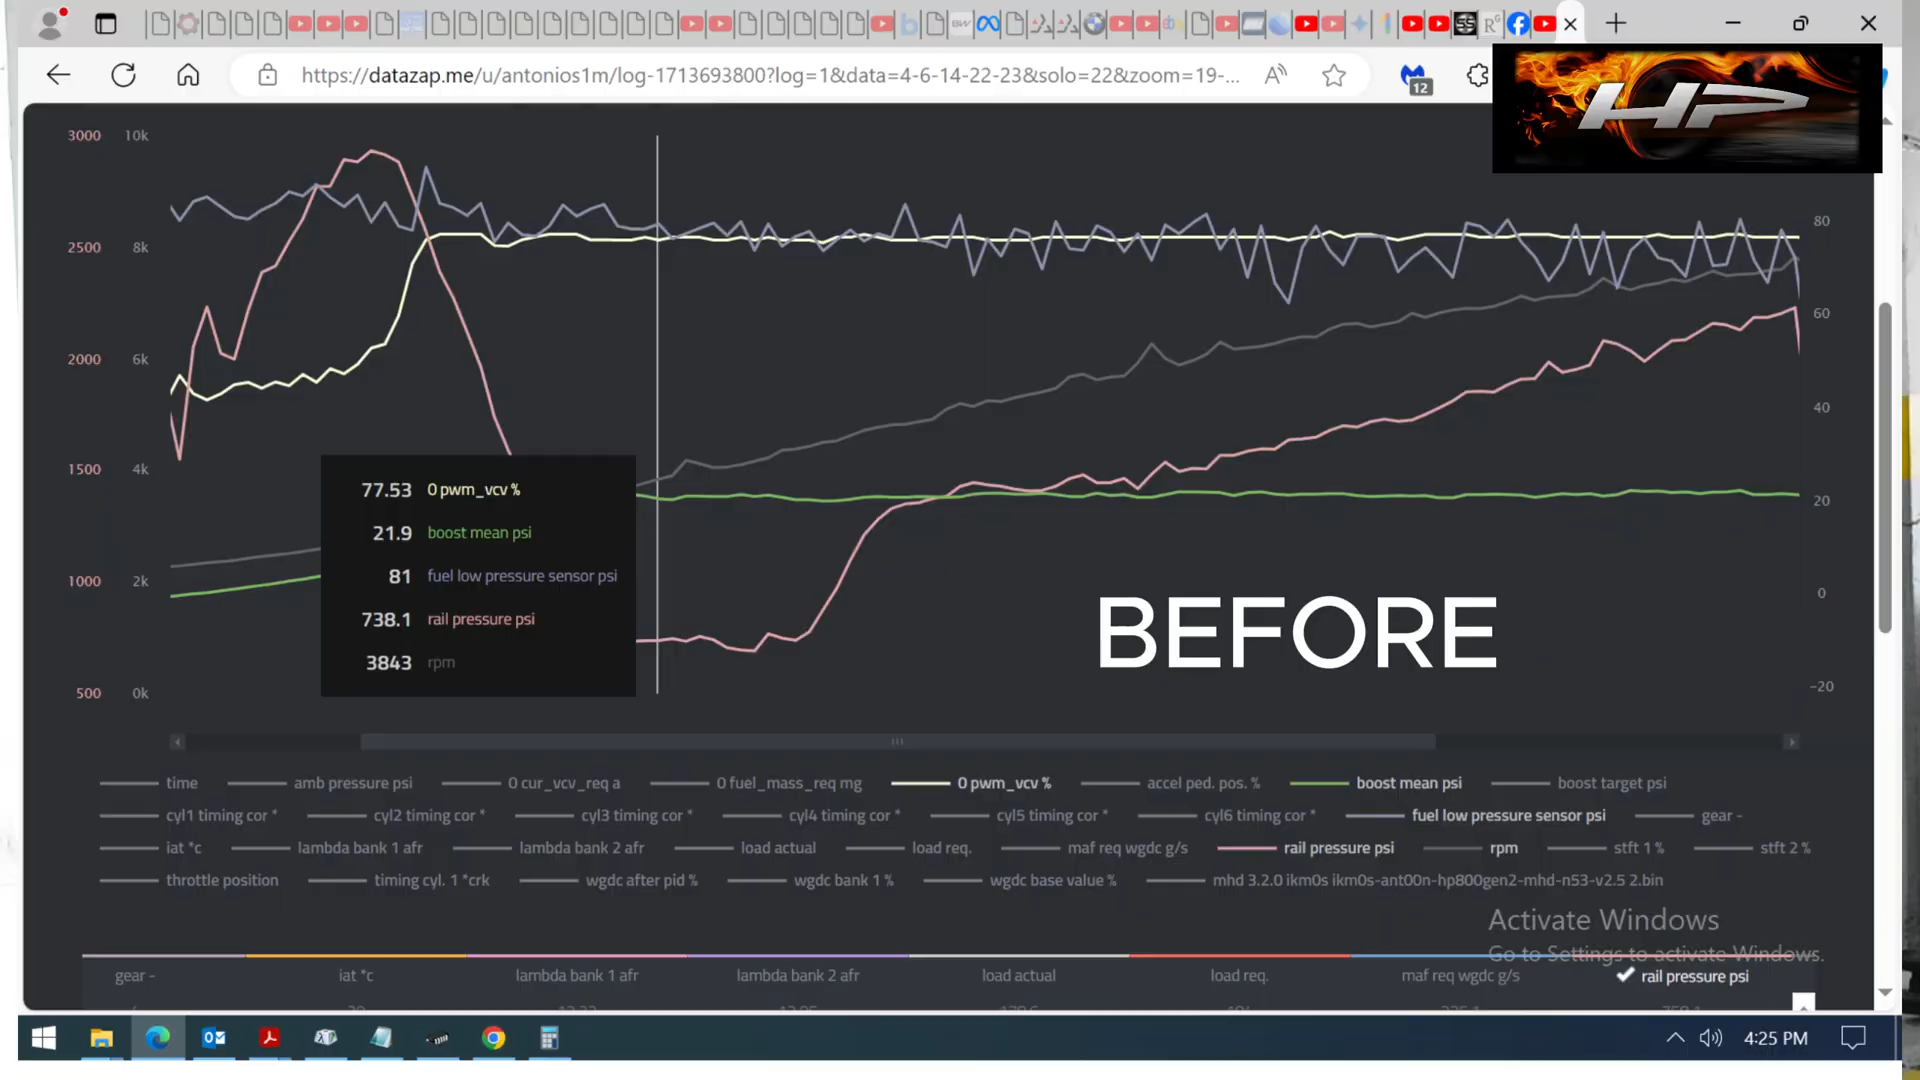 https://datazap.me/u/antonios1m/log-1713693800?log=1&data=4-6-14-22-23&solo=22&zoom=19-...
12
HP
3000 10k
2500 8k
2000 6k
1500 4k
1000 2k
500 0k
80
60
40
20
0
-20
77.53 0 pwm_vcv %
21.9 boost mean psi
81 fuel low pressure sensor psi
738.1 rail pressure psi
3843 rpm
BEFORE
time amb pressure psi 0 cur_vcv_req a 0 fuel_mass_req mg 0 pwm_vcv % accel ped. pos. % boost mean psi boost target psi
cyl1 timing cor * cyl2 timing cor * cyl3 timing cor * cyl4 timing cor * cyl5 timing cor * cyl6 timing cor * fuel low pressure sensor psi gear -
iat *c lambda bank 1 afr lambda bank 2 afr load actual load req. maf req wgdc g/s rail pressure psi rpm stft 1 % stft 2 %
throttle position timing cyl. 1 *crk wgdc after pid % wgdc bank 1 % wgdc base value % mhd 3.2.0 ikm0s ikm0s-ant00n-hp800gen2-mhd-n53-v2.5 2.bin
Activate Windows
Go to Settings to activate Windows.
gear - iat *c lambda bank 1 afr lambda bank 2 afr load actual load req. maf req wgdc g/s rail pressure psi
4:25 PM